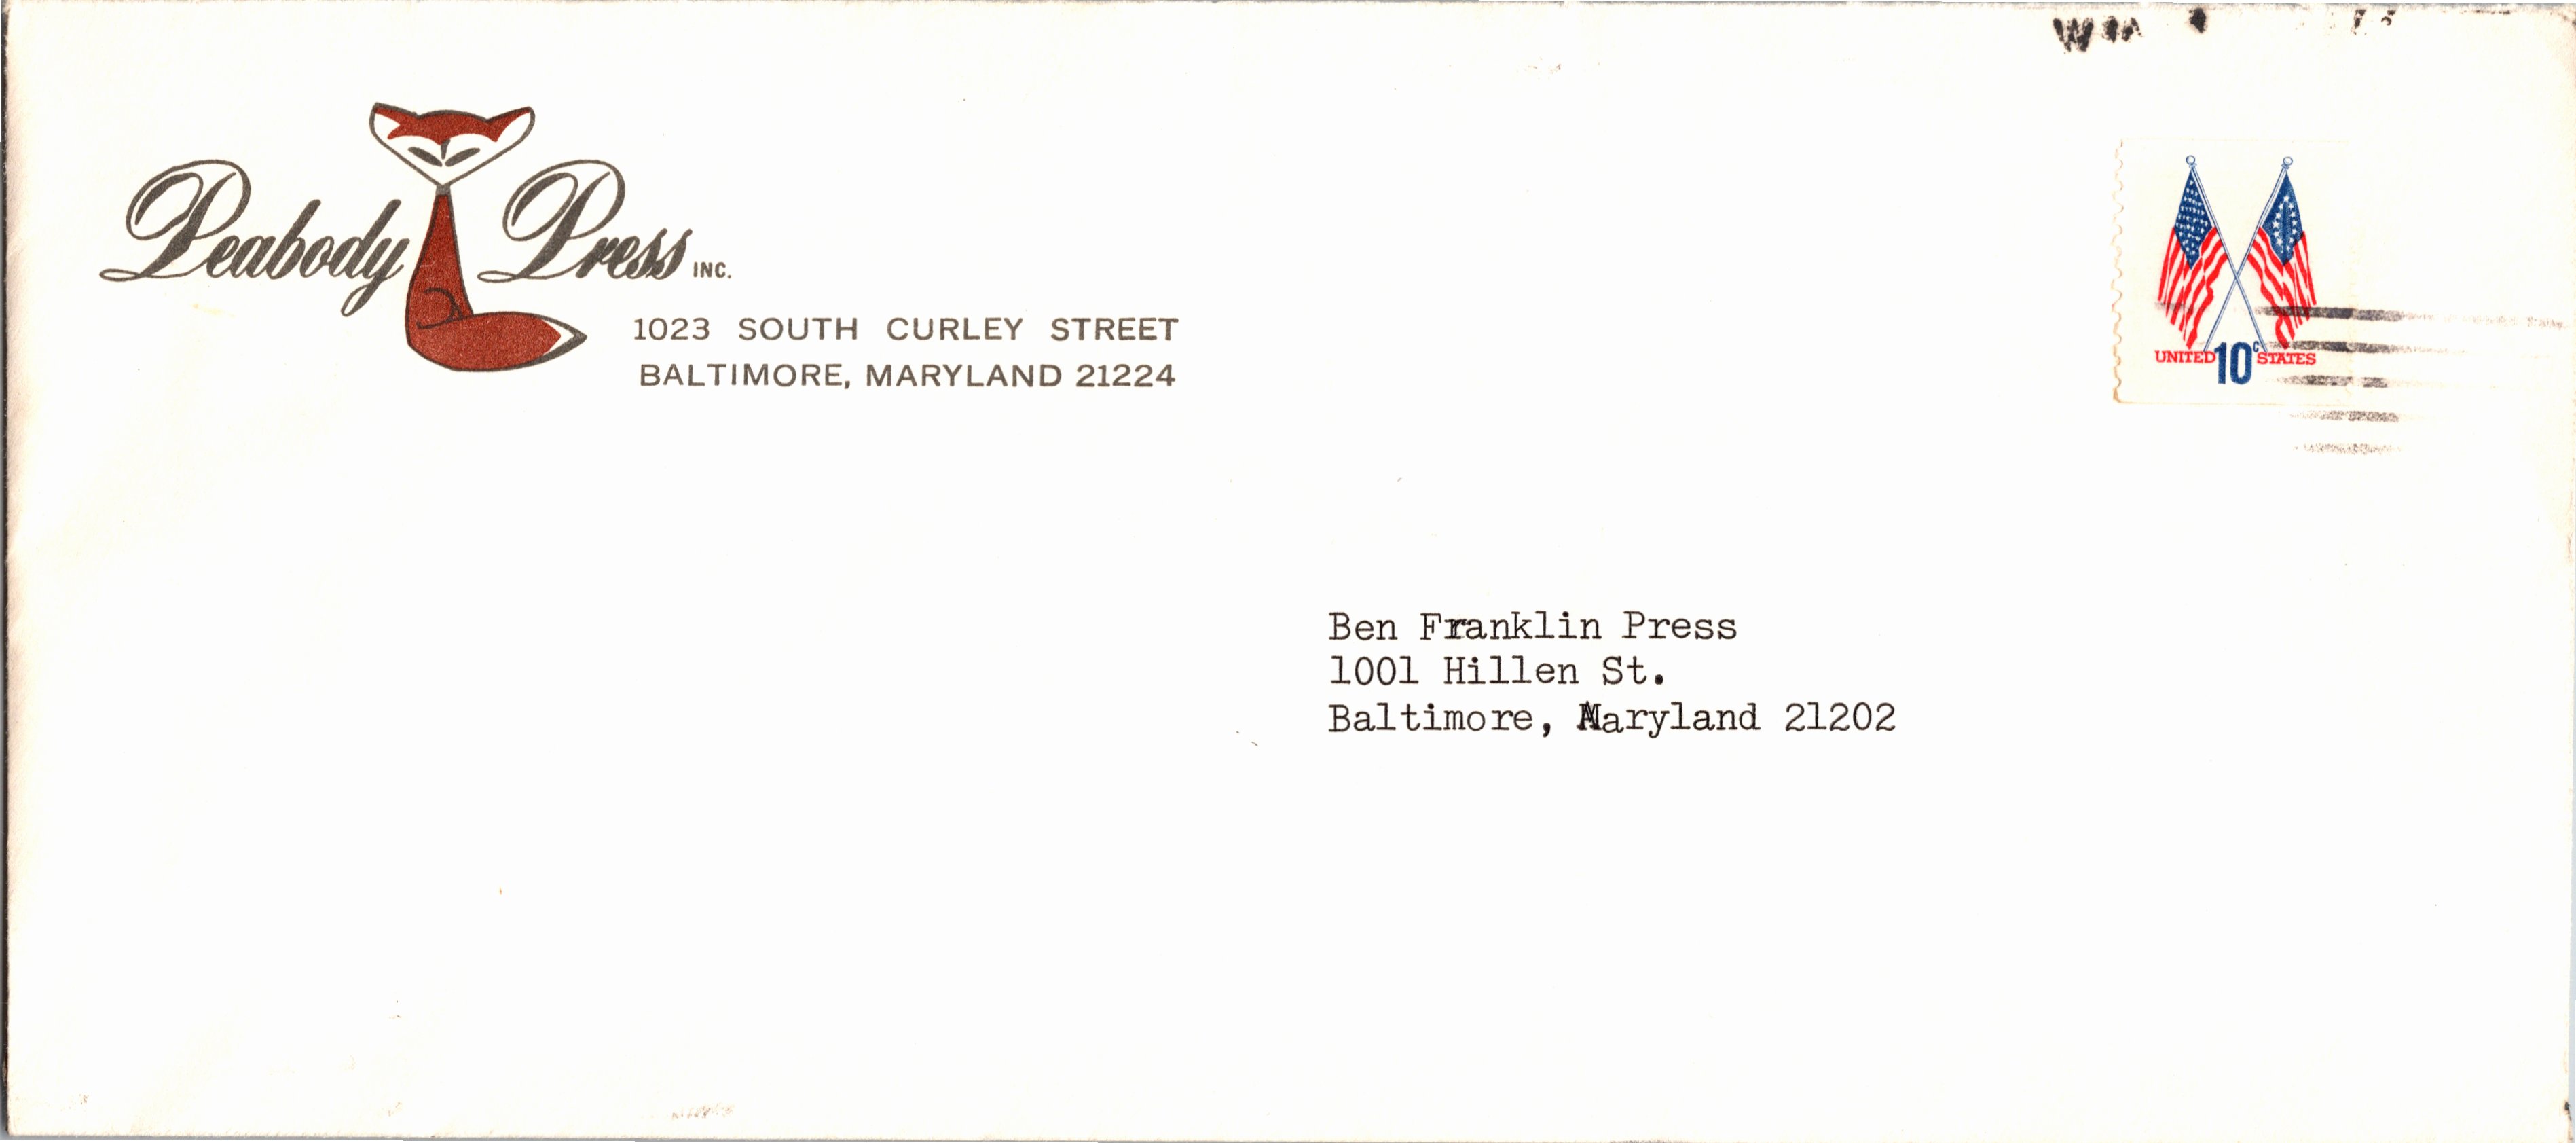 Peabody Press INC.
1023 SOUTH CURLEY STREET
BALTIMORE, MARYLAND 21224
UNITED 10c STATES
Ben Franklin Press
1001 Hillen St.
Baltimore, Maryland 21202